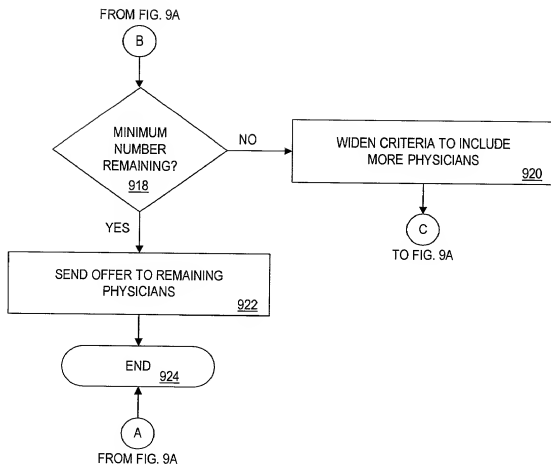 FROM FIG. 9A
B
MINIMUM
NUMBER
REMAINING?
918
NO
WIDEN CRITERIA TO INCLUDE
MORE PHYSICIANS
920
C
TO FIG. 9A
YES
SEND OFFER TO REMAINING
PHYSICIANS
922
END
924
A
FROM FIG. 9A